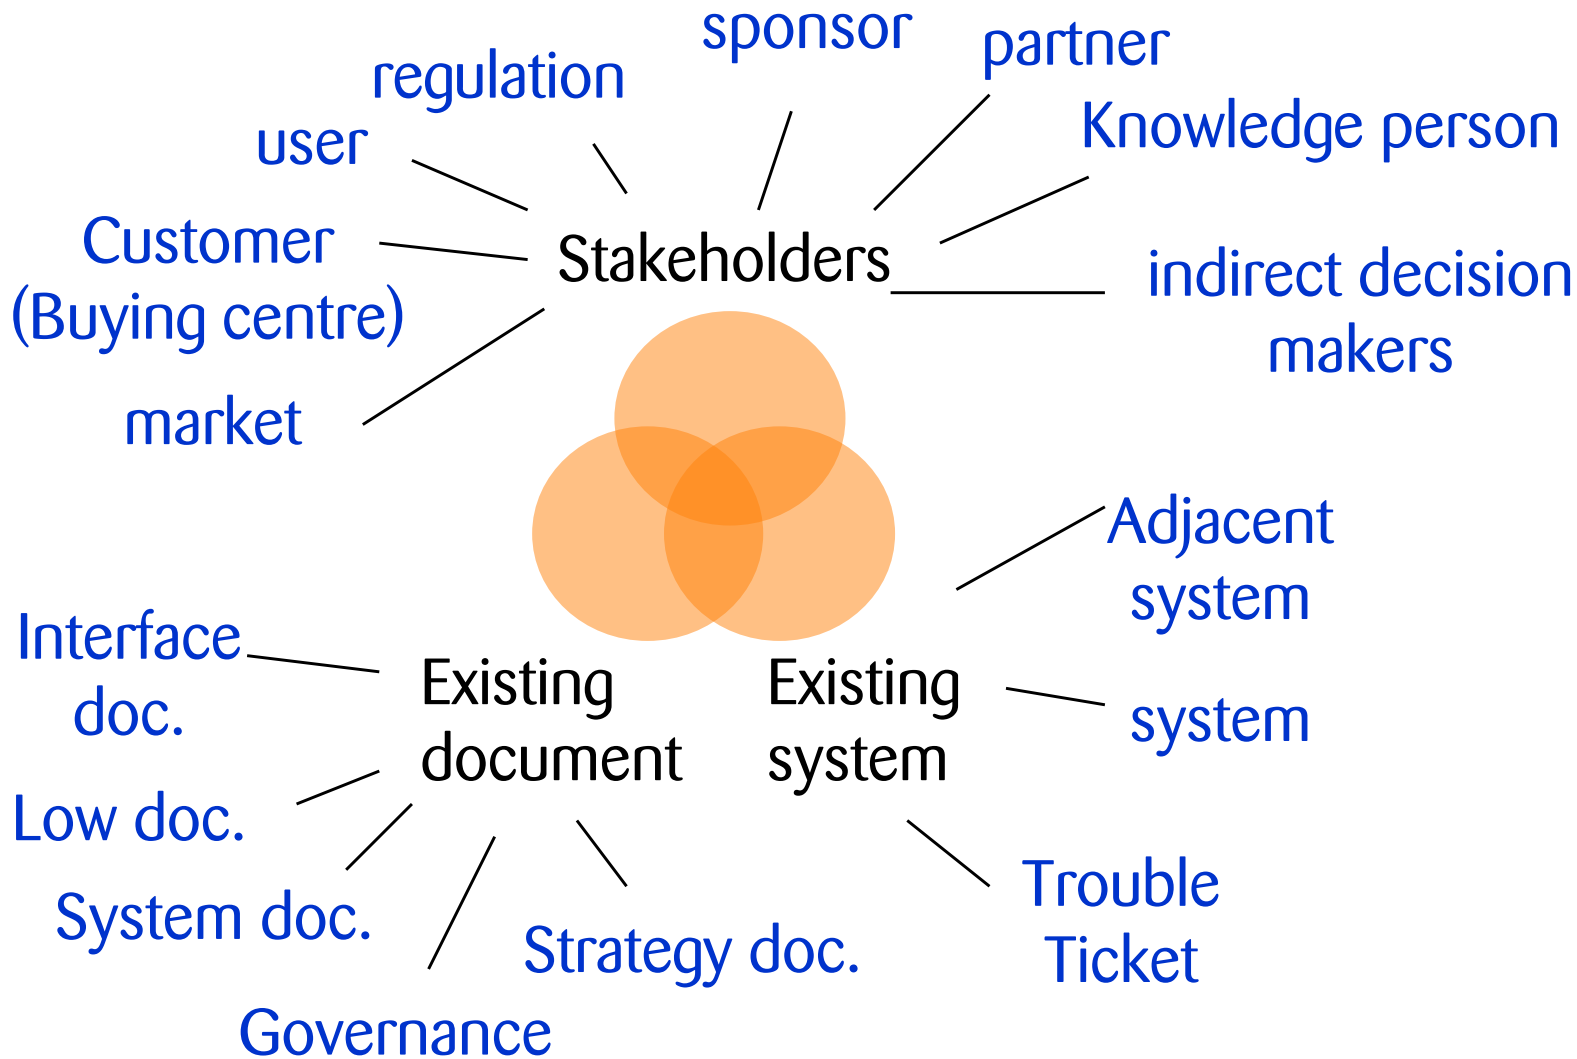 sponsor
partner
regulation
Knowledge person
user
Customer
(Buying centre)
Stakeholders
indirect decision
makers
market
Adjacent
system
Interface
doc.
Existing
document
Existing
system
system
Low doc.
System doc.
Strategy doc.
Trouble
Ticket
Governance